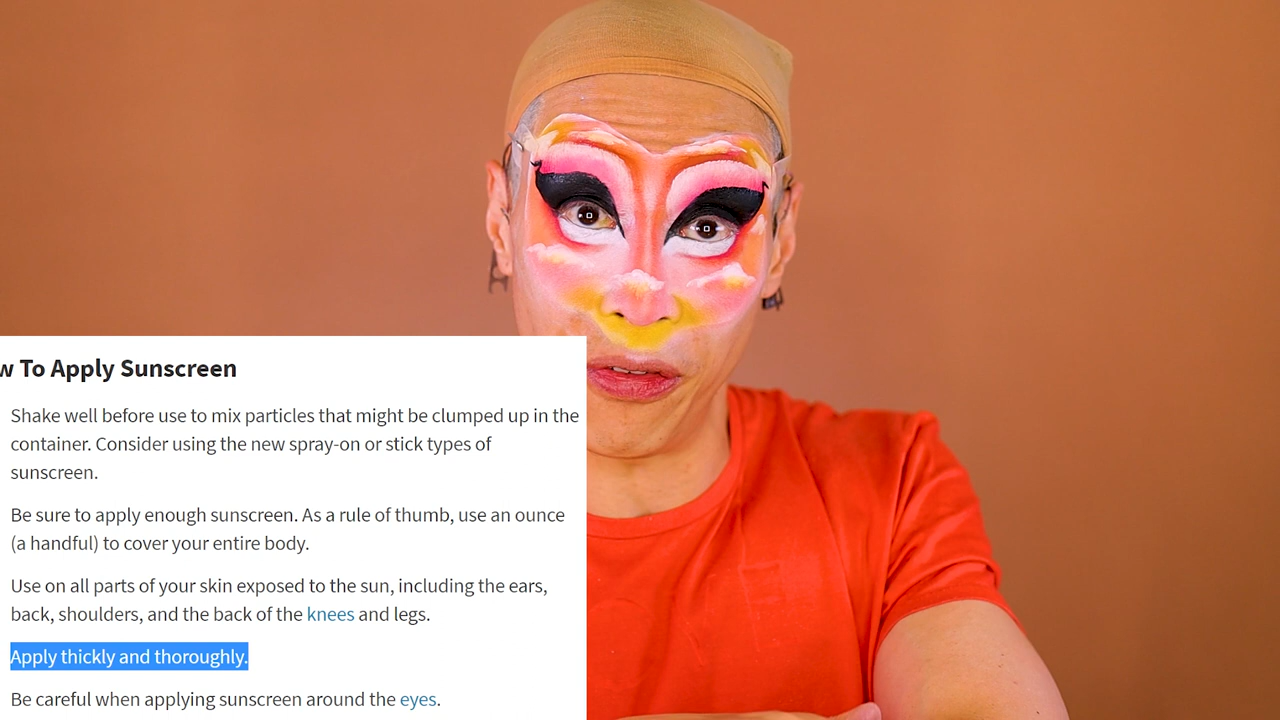 w To Apply Sunscreen
Shake well before use to mix particles that might be clumped up in the
container. Consider using the new spray-on or stick types of
sunscreen.
Be sure to apply enough sunscreen. As a rule of thumb, use an ounce
(a handful) to cover your entire body.
Use on all parts of your skin exposed to the sun, including the ears,
back, shoulders, and the back of the knees and legs.
Apply thickly and thoroughly.
Be careful when applying sunscreen around the eyes.